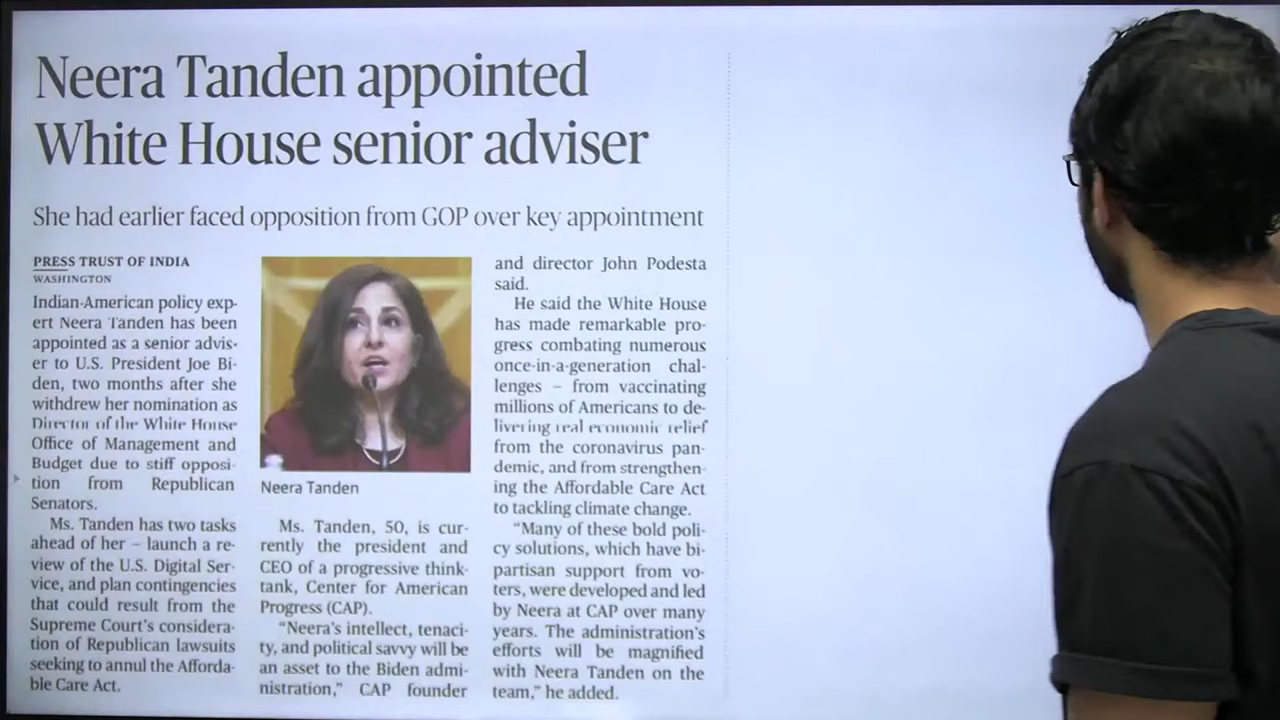 Neera Tanden appointed
White House senior adviser
She had earlier faced opposition from GOP over key appointment
PRESS TRUST OF INDIA
WASHINGTON
Indian-American policy exp-
ert Neera Tanden has been
appointed as a senior advis-
er to U.S. President Joe Bi-
den, two months after she
withdrew her nomination as
Director of the White House
Office of Management and
Budget due to stiff opposi-
tion from Republican
Senators.
Ms. Tanden has two tasks
ahead of her – launch a re-
view of the U.S. Digital Ser-
vice, and plan contingencies
that could result from the
Supreme Court's considera-
tion of Republican lawsuits
seeking to annul the Afforda-
ble Care Act.
Neera Tanden
Ms. Tanden, 50, is cur-
rently the president and
CEO of a progressive think-
tank, Center for American
Progress (CAP).
“Neera's intellect, tenaci-
ty, and political savvy will be
an asset to the Biden admi-
nistration,” CAP founder
and director John Podesta
said.
He said the White House
has made remarkable pro-
gress combating numerous
once-in-a-generation chal-
lenges – from vaccinating
millions of Americans to de-
livering real economic relief
from the coronavirus pan-
demic, and from strengthen-
ing the Affordable Care Act
to tackling climate change.
“Many of these bold poli-
cy solutions, which have bi-
partisan support from vo-
ters, were developed and led
by Neera at CAP over many
years. The administration's
efforts will be magnified
with Neera Tanden on the
team,” he added.